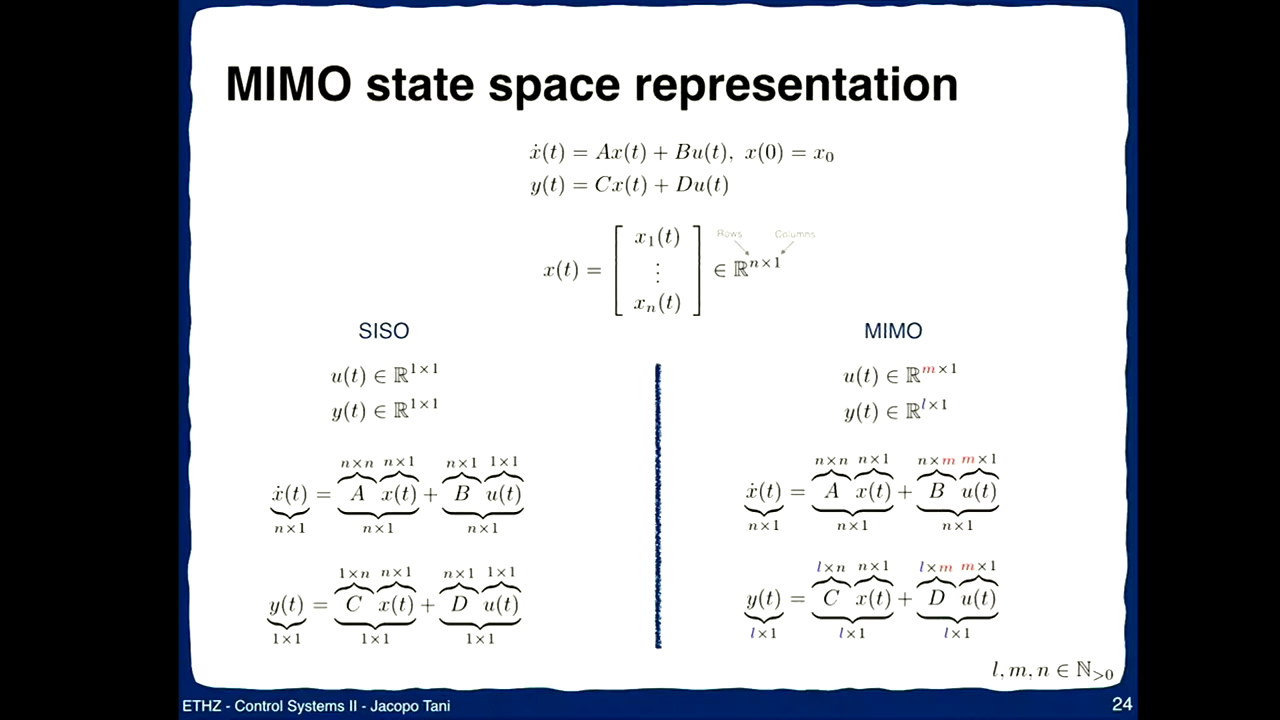 MIMO state space representation
ẋ(t) = Ax(t) + Bu(t), x(0) = x₀
y(t) = Cx(t) + Du(t)
Rows Columns
x(t) = [ x₁(t) ⋮ xₙ(t) ] ∈ ℝⁿˣ¹
SISO
u(t) ∈ ℝ¹ˣ¹
y(t) ∈ ℝ¹ˣ¹
n×n n×1 n×1 1×1
ẋ(t) = A x(t) + B u(t)
n×1 n×1 n×1
1×n n×1 n×1 1×1
y(t) = C x(t) + D u(t)
1×1 1×1 1×1
MIMO
u(t) ∈ ℝᵐˣ¹
y(t) ∈ ℝˡˣ¹
n×n n×1 n×m m×1
ẋ(t) = A x(t) + B u(t)
n×1 n×1 n×1
l×n n×1 l×m m×1
y(t) = C x(t) + D u(t)
l×1 l×1 l×1
l, m, n ∈ ℕ>0
ETHZ - Control Systems II - Jacopo Tani
24